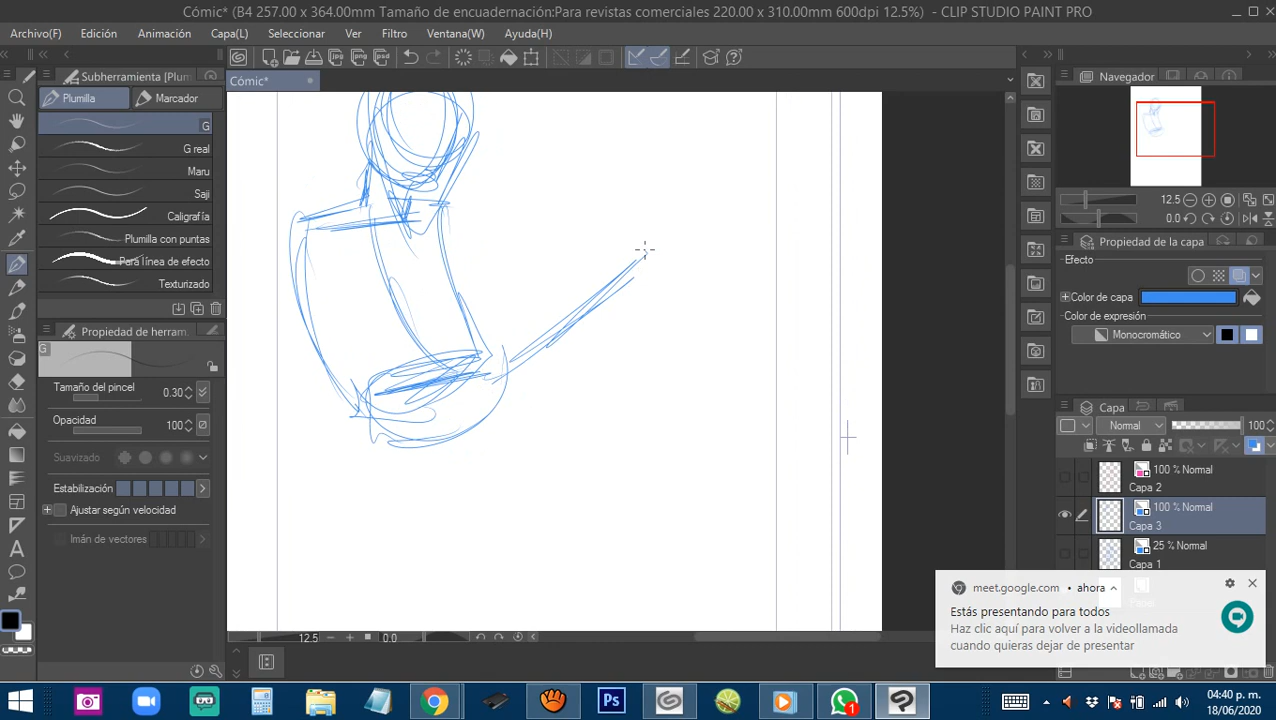 Cómic* (B4 257.00 x 364.00mm Tamaño de encuadernación:Para revistas comerciales 220.00 x 310.00mm 600dpi 12.5%) - CLIP STUDIO PAINT PRO
Archivo(F) Edición Animación Capa(L) Seleccionar Ver Filtro Ventana(W) Ayuda(H)
Subherramienta [Plum
Plumilla Marcador
G
G real
Maru
Saji
Caligrafía
Plumilla con puntas
Para línea de efecto
Texturizado
Propiedad de herram.
G
Tamaño del pincel 0.30
Opacidad 100
Suavizado
Estabilización
Ajustar según velocidad
Imán de vectores
Cómic*
12.5 0.0
Navegador
12.5
0.0
Propiedad de la capa
Efecto
Color de capa
Color de expresión
Monocromático
Capa
Normal 100
100 % Normal
Capa 2
100 % Normal
Capa 3
25 % Normal
Capa 1
meet.google.com • ahora
Estás presentando para todos
Haz clic aquí para volver a la videollamada
cuando quieras dejar de presentar
Ps
1
04:40 p. m.
18/06/2020